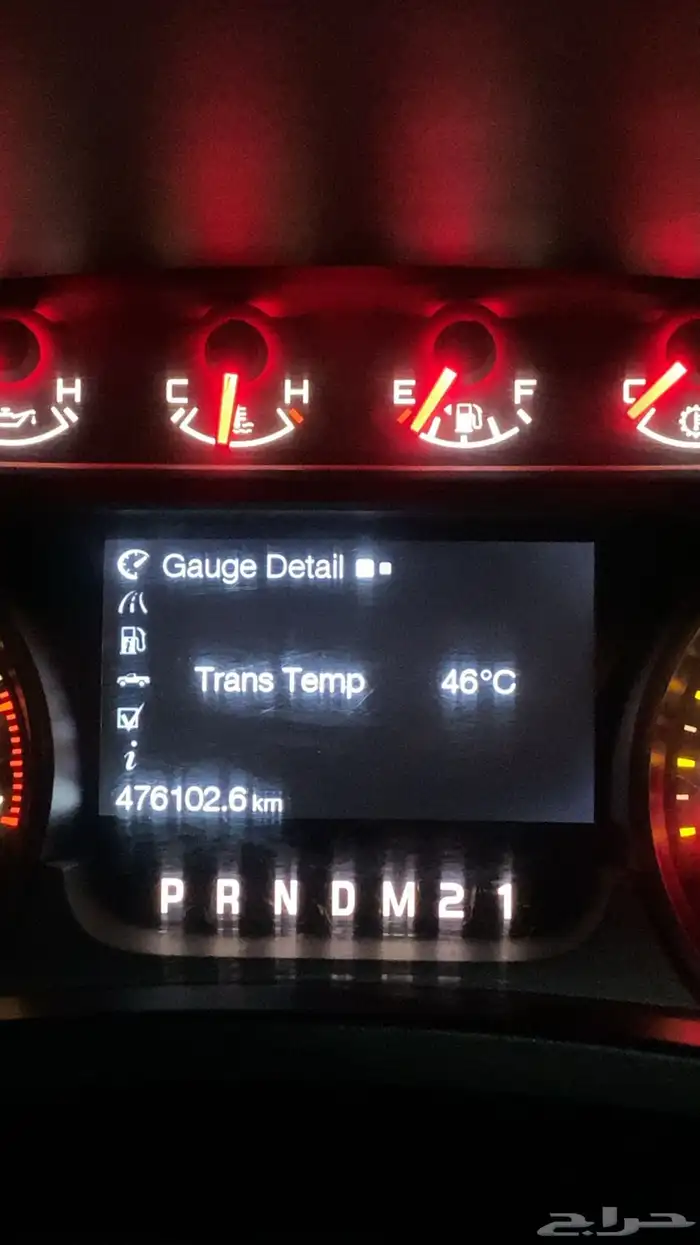 H C H E F C
Gauge Detail
Trans Temp 46°C
i
476102.6 km
P R N D M 2 1
حراج